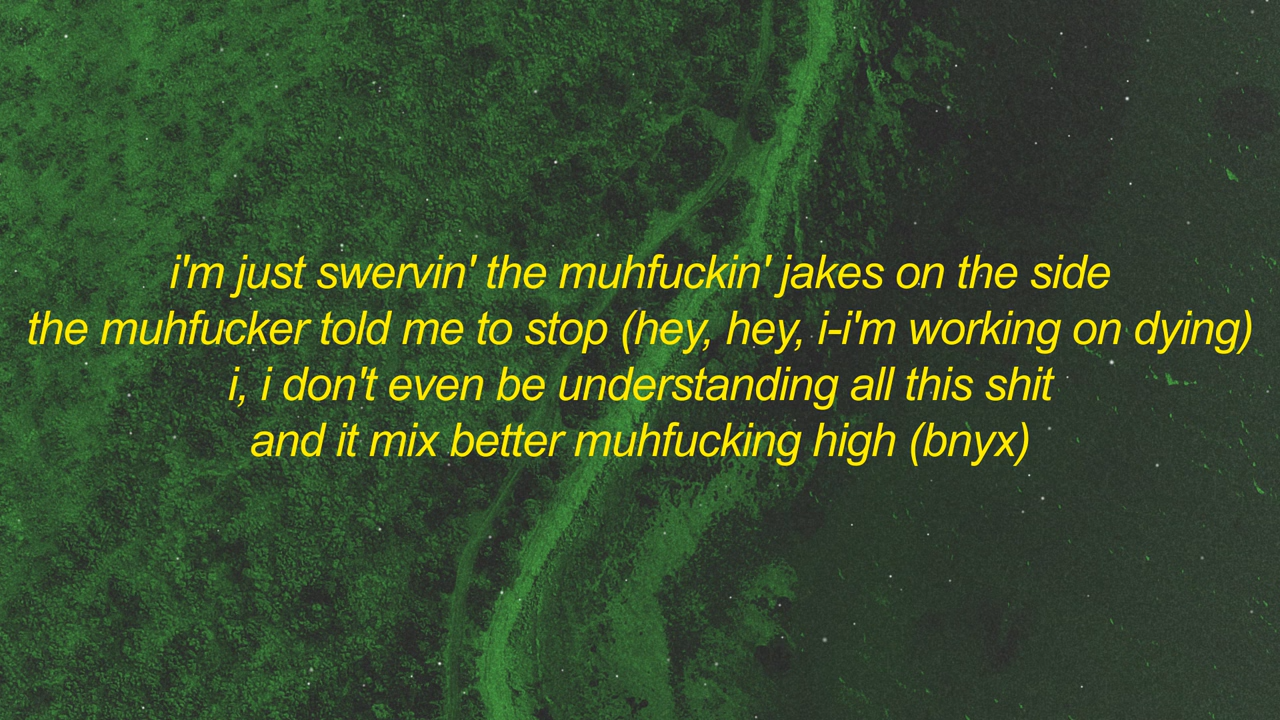 i'm just swervin' the muhfuckin' jakes on the side
the muhfucker told me to stop (hey, hey, i-i'm working on dying)
i, i don't even be understanding all this shit
and it mix better muhfucking high (bnyx)